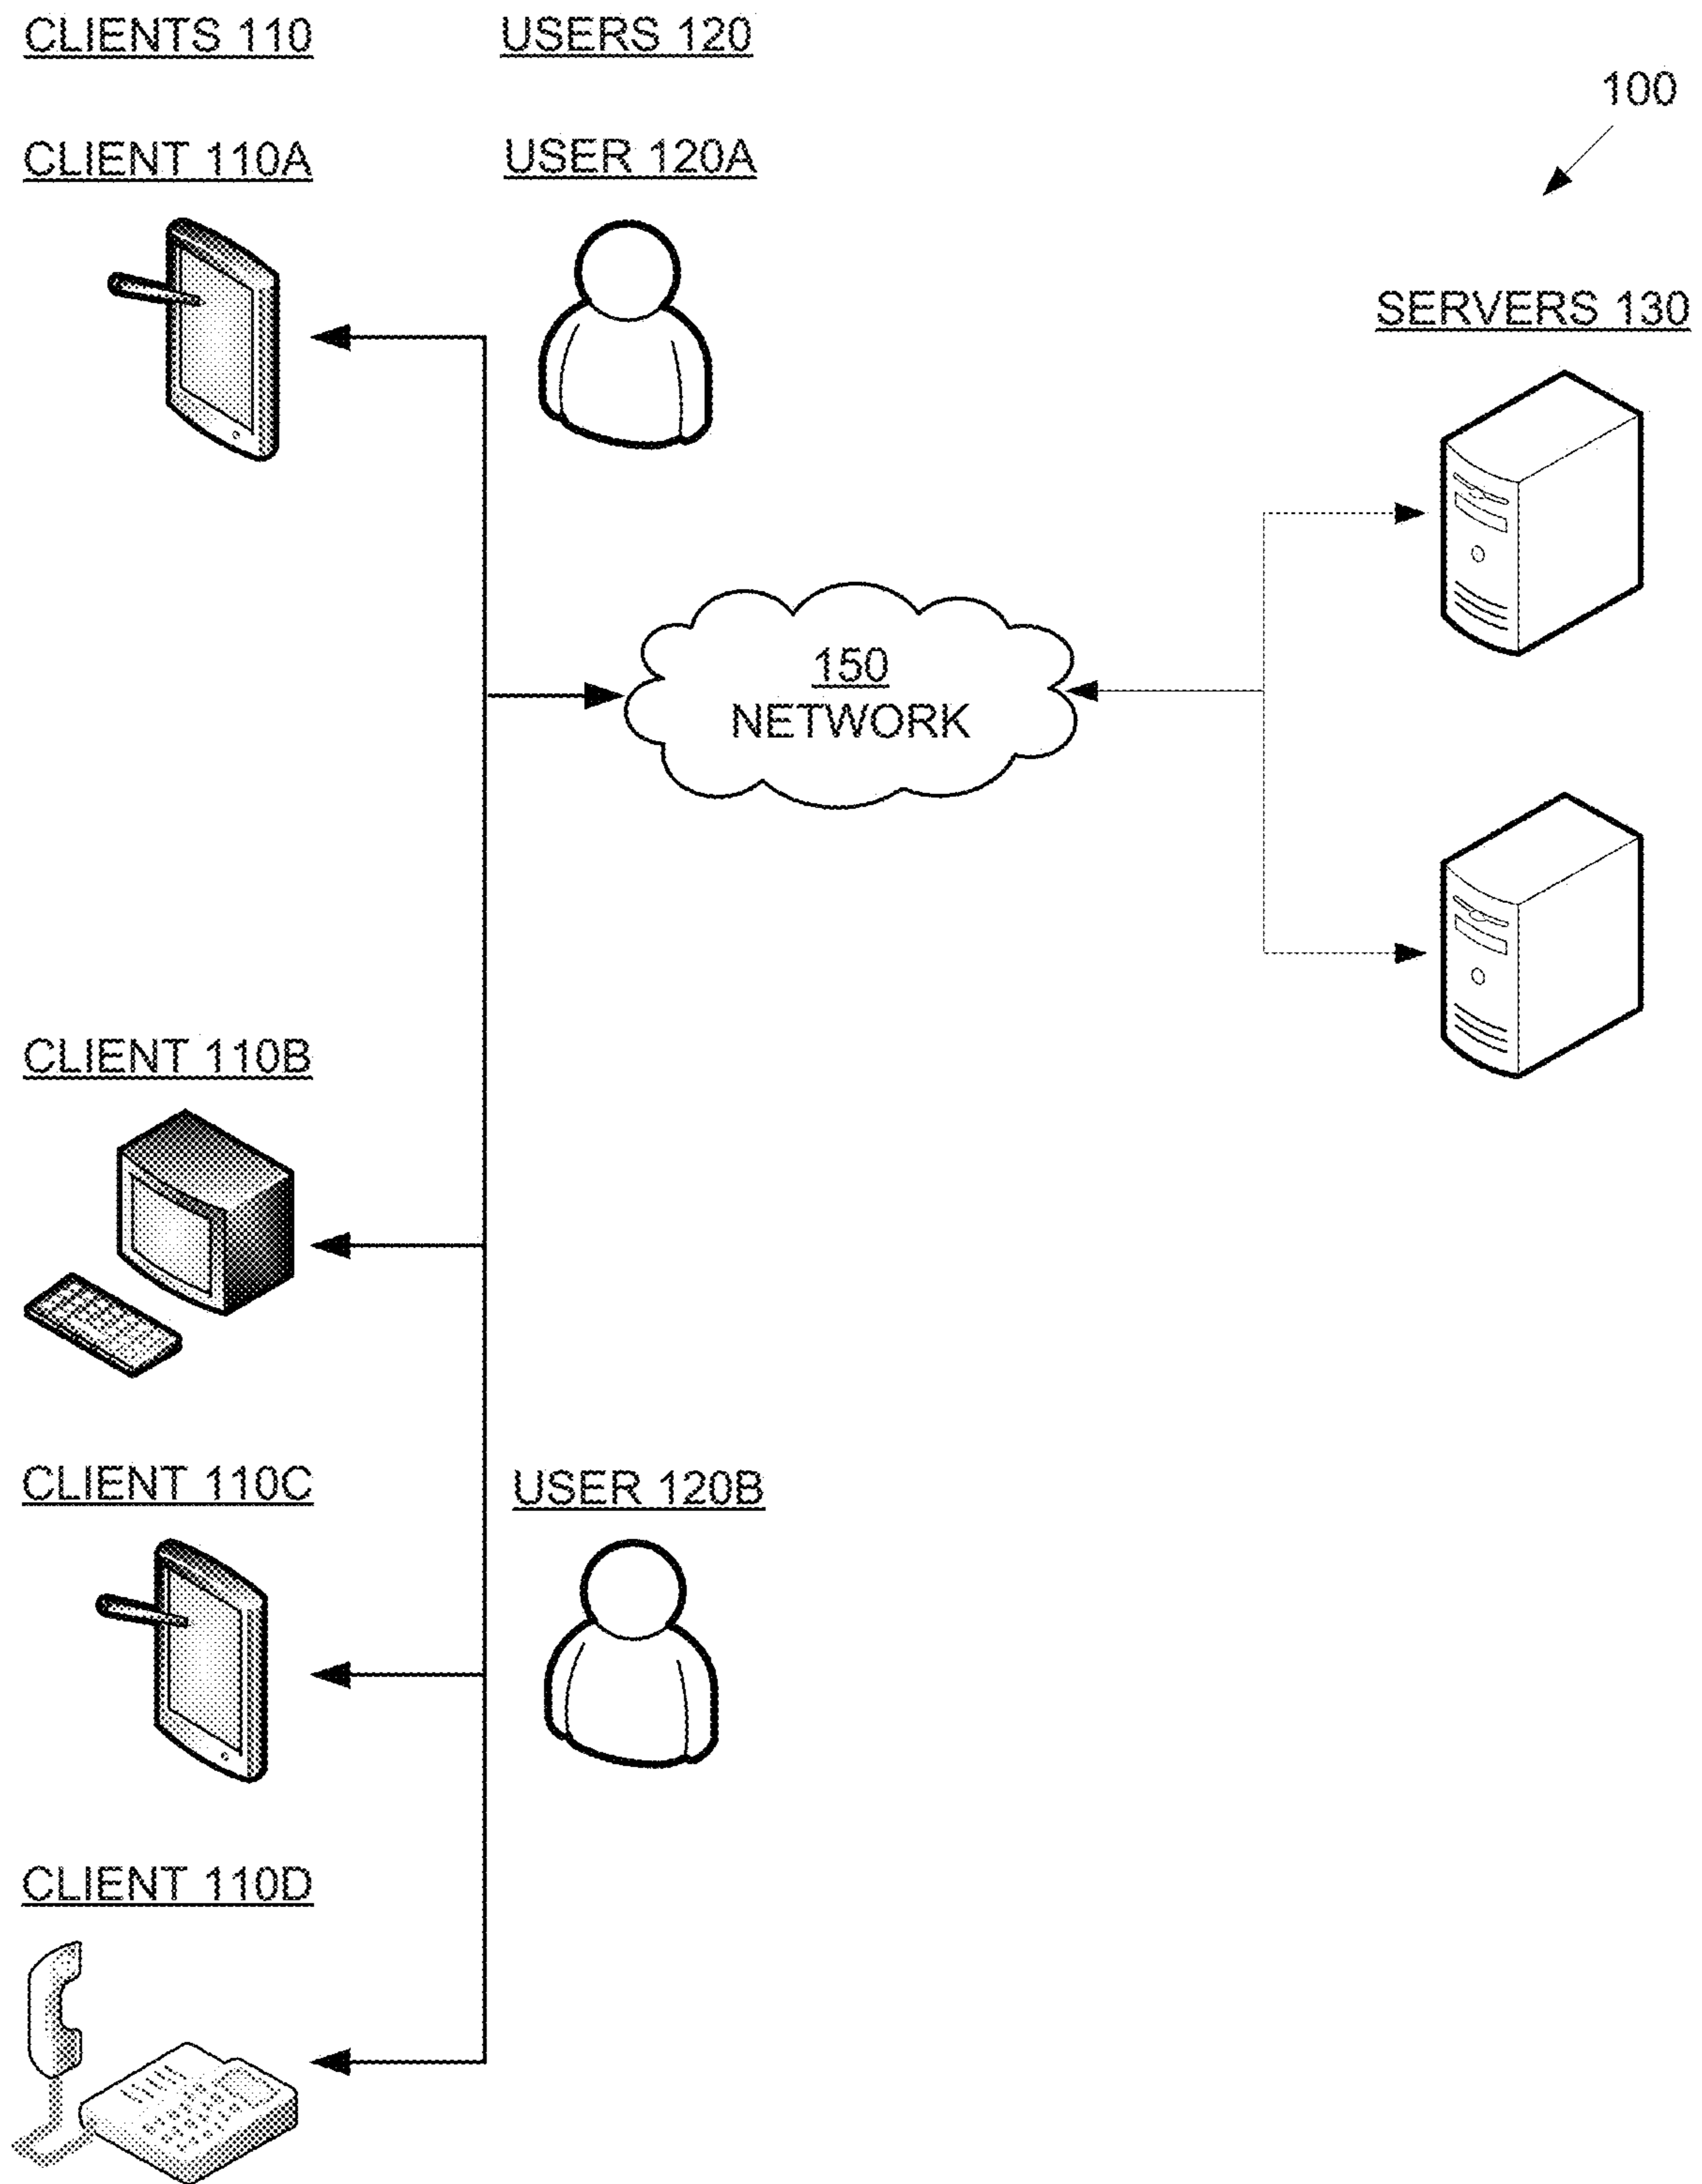 CLIENTS 110
USERS 120
100
CLIENT 110A
USER 120A
SERVERS 130
150
NETWORK
CLIENT 110B
CLIENT 110C
USER 120B
CLIENT 110D